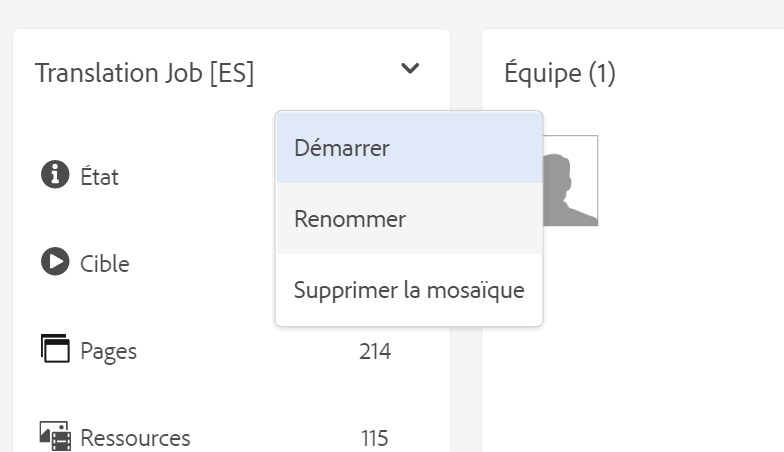 Translation Job [ES]
Équipe (1)
Démarrer
Renommer
Supprimer la mosaïque
État
Cible
Pages 214
Ressources 115